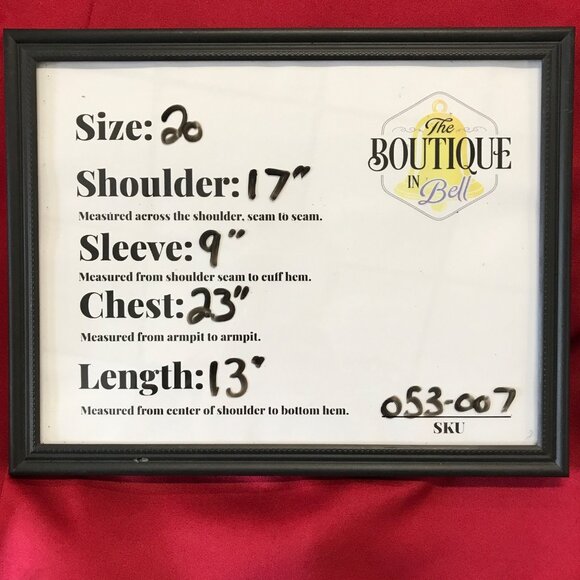 Size: 20
The
BOUTIQUE
IN
Bell
Shoulder: 17"
Measured across the shoulder, seam to seam.
Sleeve: 9"
Measured from shoulder seam to cuff hem.
Chest: 23"
Measured from armpit to armpit.
Length: 13"
Measured from center of shoulder to bottom hem.
053-007
SKU